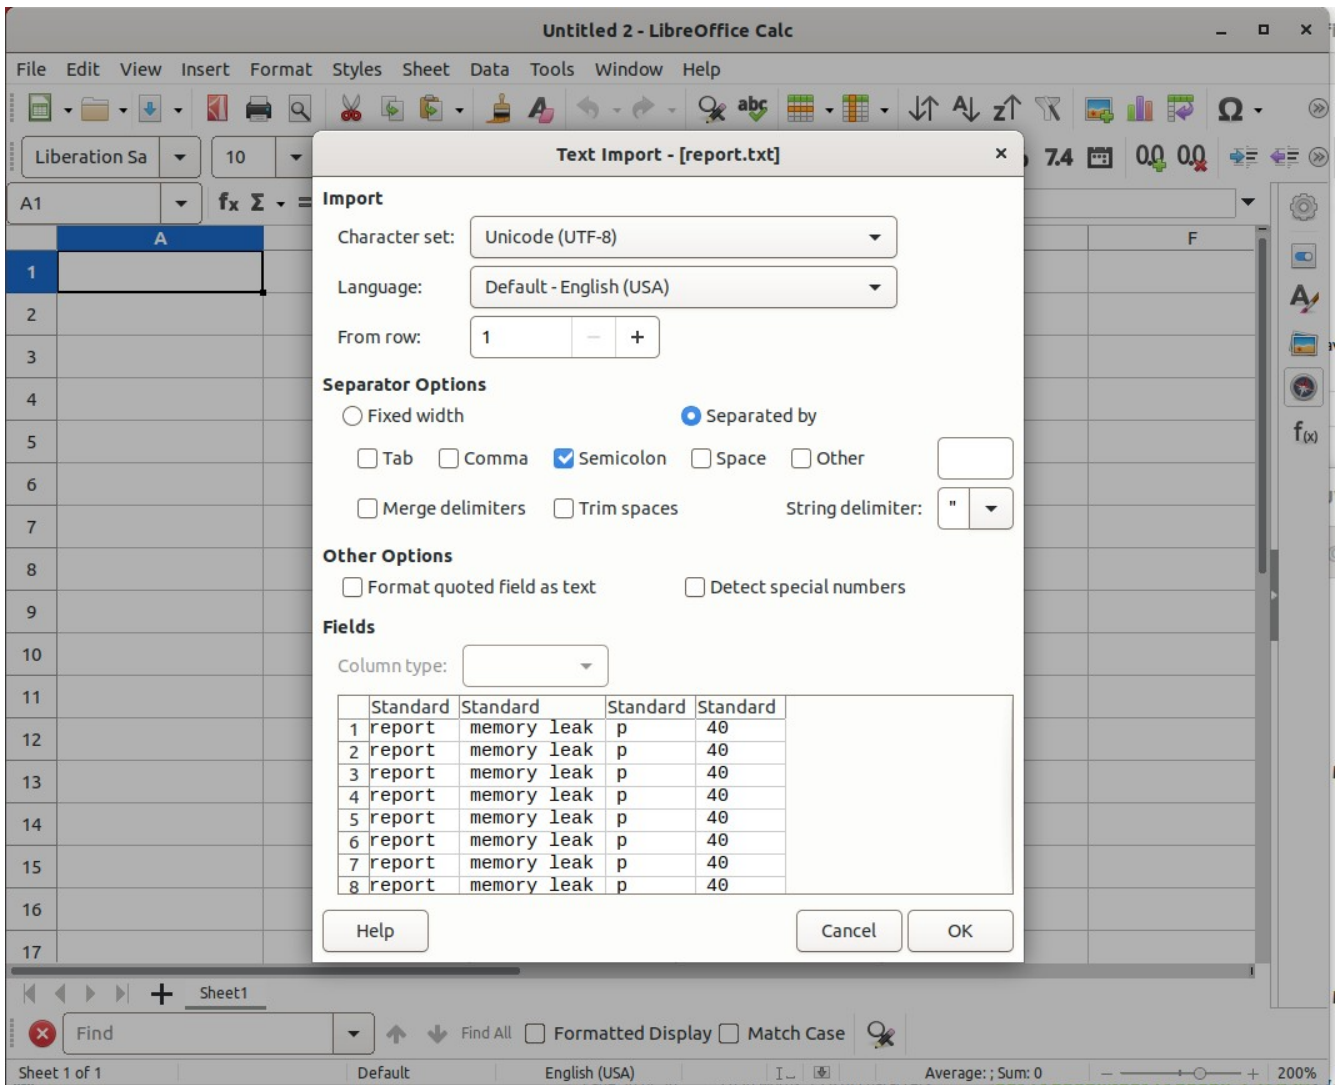 Untitled 2 - LibreOffice Calc
File Edit View Insert Format Styles Sheet Data Tools Window Help
Liberation Sa 10 7.4 0.0 0.0
A1 fx Σ =
Text Import - [report.txt]
Import
Character set: Unicode (UTF-8)
Language: Default - English (USA)
From row: 1
Separator Options
Fixed width Separated by
Tab Comma Semicolon Space Other
Merge delimiters Trim spaces String delimiter: "
Other Options
Format quoted field as text Detect special numbers
Fields
Column type:
Standard Standard Standard Standard
1 report memory leak p 40
2 report memory leak p 40
3 report memory leak p 40
4 report memory leak p 40
5 report memory leak p 40
6 report memory leak p 40
7 report memory leak p 40
8 report memory leak p 40
Help Cancel OK
A F
1
2
3
4
5
6
7
8
9
10
11
12
13
14
15
16
17
Sheet1
Find Find All Formatted Display Match Case
Sheet 1 of 1 Default English (USA) Average: ; Sum: 0 200%